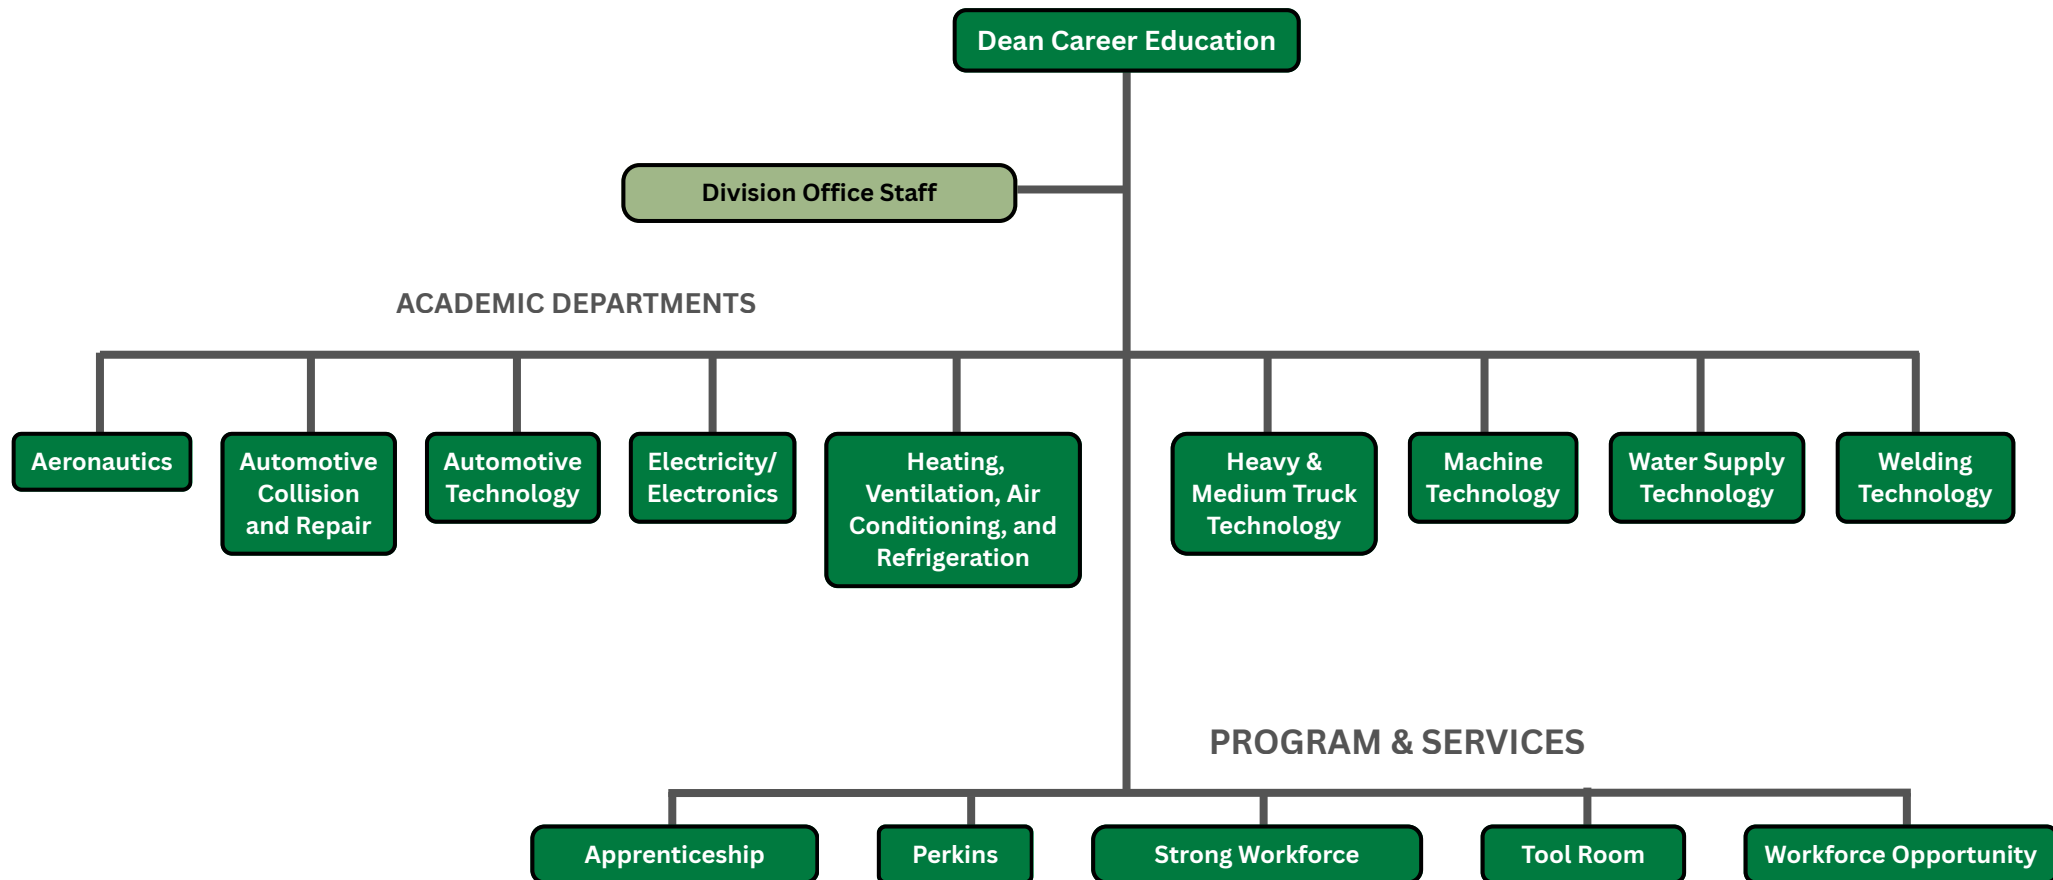 Dean Career Education
Division Office Staff
ACADEMIC DEPARTMENTS
Aeronautics
Automotive
Collision
and Repair
Automotive
Technology
Electricity/
Electronics
Heating,
Ventilation, Air
Conditioning, and
Refrigeration
Heavy &
Medium Truck
Technology
Machine
Technology
Water Supply
Technology
Welding
Technology
PROGRAM & SERVICES
Apprenticeship
Perkins
Strong Workforce
Tool Room
Workforce Opportunity